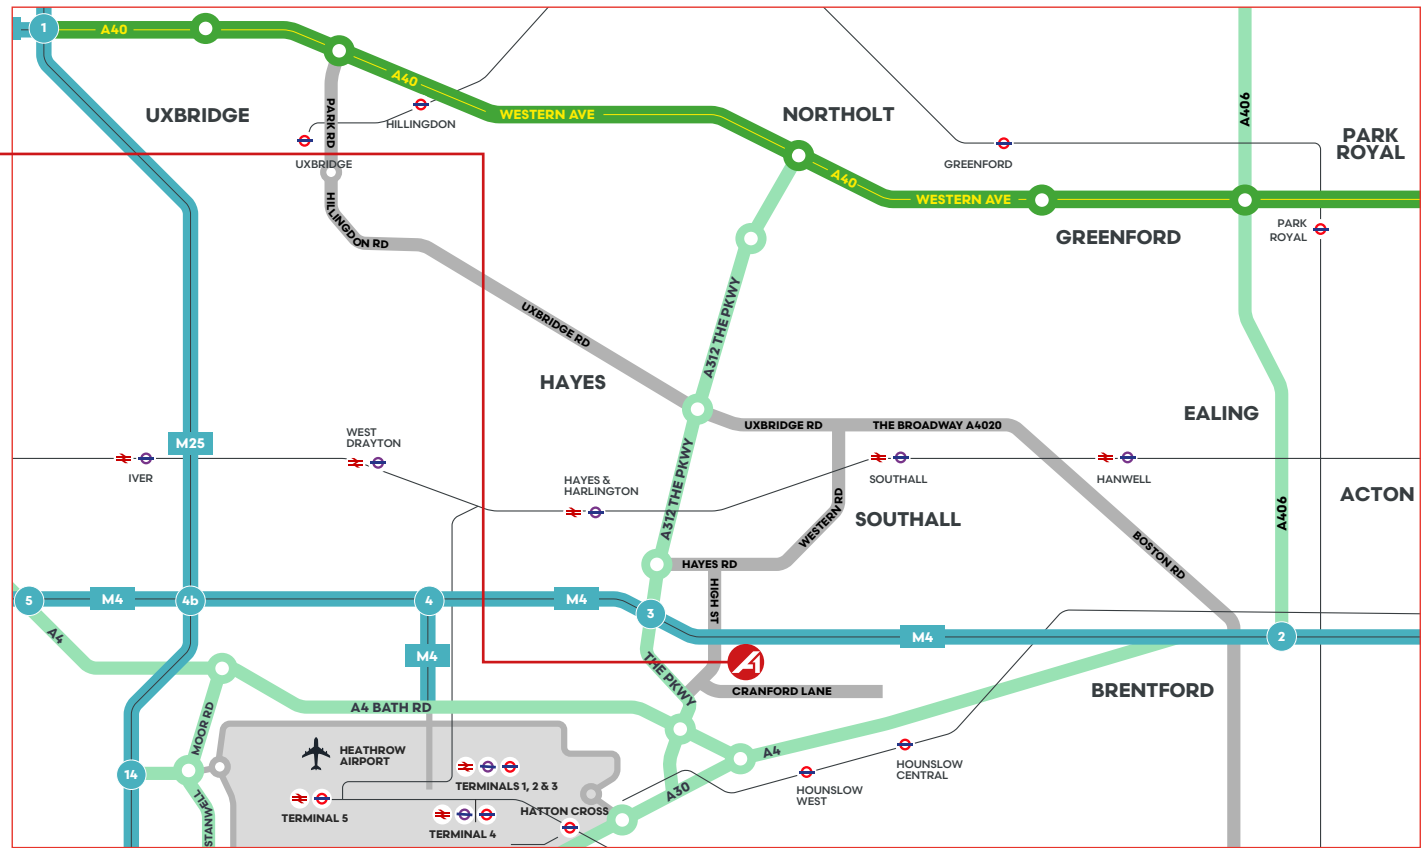 1
A40
A40
WESTERN AVE
NORTHOLT
A406
PARK
ROYAL
UXBRIDGE
PARK RD
HILLINGDON
UXBRIDGE
GREENFORD
A40
WESTERN AVE
PARK
ROYAL
GREENFORD
HILLINGDON RD
UXBRIDGE RD
A312 THE PKWY
HAYES
EALING
UXBRIDGE RD
THE BROADWAY A4020
M25
WEST
DRAYTON
IVER
HAYES &
HARLINGTON
A312 THE PKWY
SOUTHALL
HANWELL
ACTON
WESTERN RD
SOUTHALL
A406
BOSTON RD
HAYES RD
HIGH ST
5
M4
4b
4
M4
3
M4
2
A4
M4
THE PKWY
A1
CRANFORD LANE
BRENTFORD
A4 BATH RD
MOOR RD
HEATHROW
AIRPORT
A4
14
TERMINALS 1, 2 & 3
HOUNSLOW
CENTRAL
HOUNSLOW
WEST
A30
STANWELL
TERMINAL 5
HATTON CROSS
TERMINAL 4